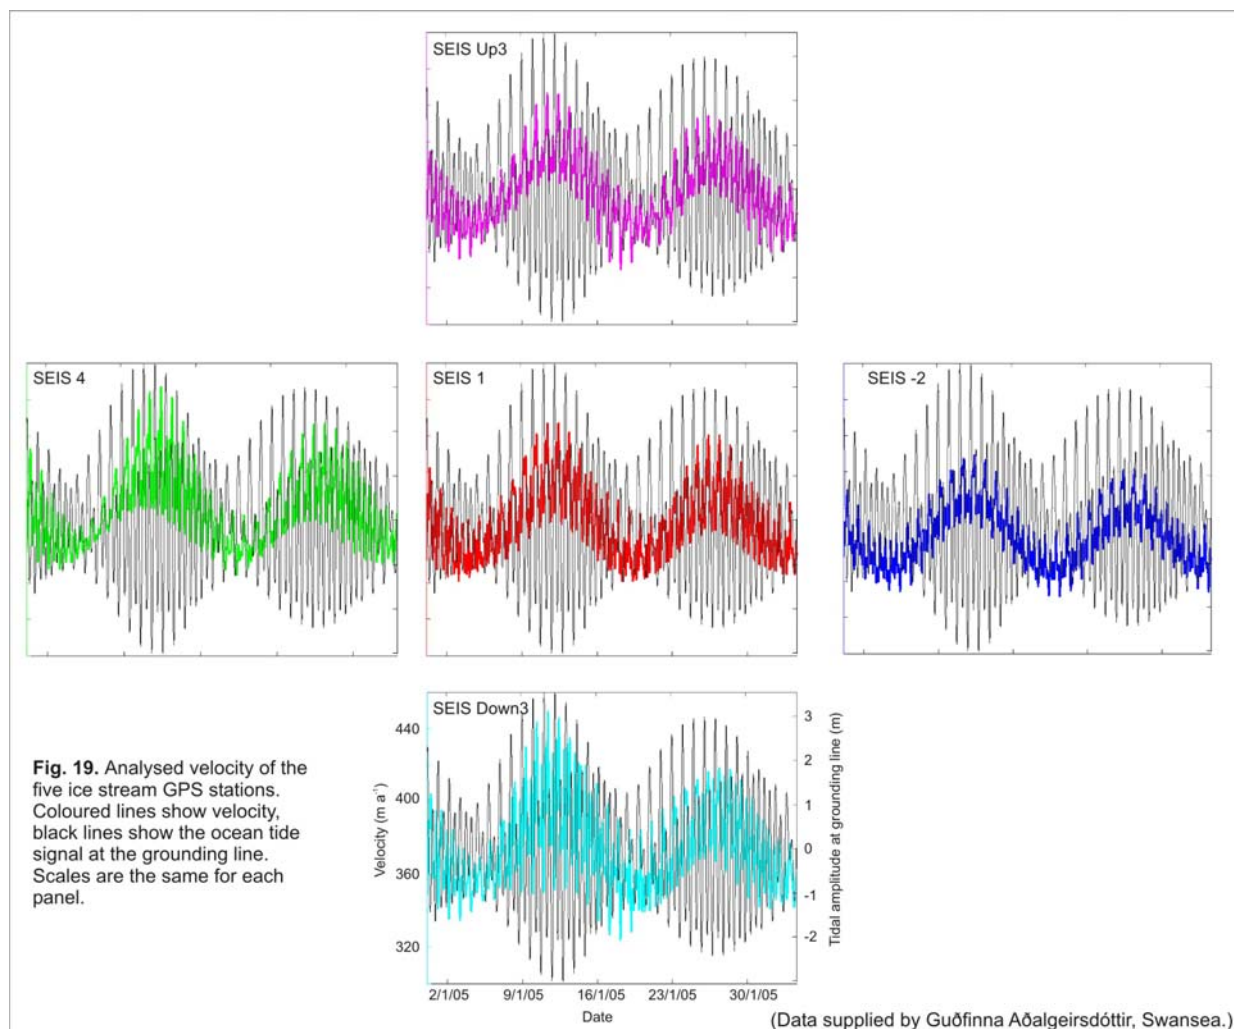 SEIS Up3
SEIS 4
SEIS 1
SEIS -2
SEIS Down3
Fig. 19. Analysed velocity of the
five ice stream GPS stations.
Coloured lines show velocity,
black lines show the ocean tide
signal at the grounding line.
Scales are the same for each
panel.
Velocity (m a⁻¹)
440
400
360
320
3
2
1
0
-1
-2
Tidal amplitude at grounding line (m)
2/1/05 9/1/05 16/1/05 23/1/05 30/1/05
Date
(Data supplied by Guðfinna Aðalgeirsdóttir, Swansea.)